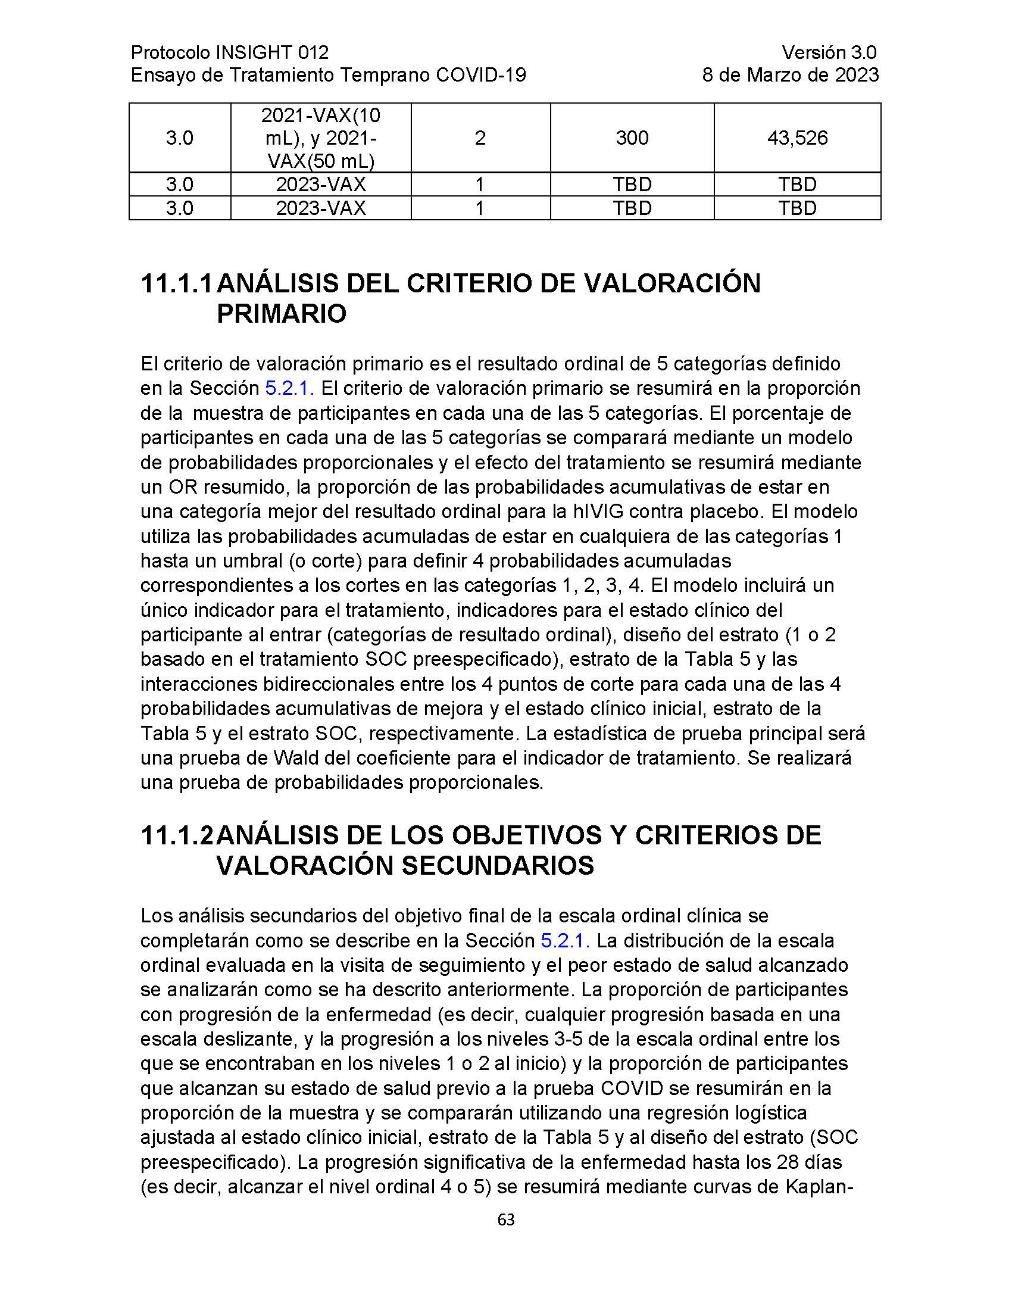 Protocolo INSIGHT 012 Versión 3.0
Ensayo de Tratamiento Temprano COVID-19 8 de Marzo de 2023
3.0 2021-VAX(10 mL), y 2021-VAX(50 mL) 2 300 43,526
3.0 2023-VAX 1 TBD TBD
3.0 2023-VAX 1 TBD TBD
11.1.1 ANÁLISIS DEL CRITERIO DE VALORACIÓN
PRIMARIO
El criterio de valoración primario es el resultado ordinal de 5 categorías definido
en la Sección 5.2.1. El criterio de valoración primario se resumirá en la proporción
de la muestra de participantes en cada una de las 5 categorías. El porcentaje de
participantes en cada una de las 5 categorías se comparará mediante un modelo
de probabilidades proporcionales y el efecto del tratamiento se resumirá mediante
un OR resumido, la proporción de las probabilidades acumulativas de estar en
una categoría mejor del resultado ordinal para la hIVIG contra placebo. El modelo
utiliza las probabilidades acumuladas de estar en cualquiera de las categorías 1
hasta un umbral (o corte) para definir 4 probabilidades acumuladas
correspondientes a los cortes en las categorías 1, 2, 3, 4. El modelo incluirá un
único indicador para el tratamiento, indicadores para el estado clínico del
participante al entrar (categorías de resultado ordinal), diseño del estrato (1 o 2
basado en el tratamiento SOC preespecificado), estrato de la Tabla 5 y las
interacciones bidireccionales entre los 4 puntos de corte para cada una de las 4
probabilidades acumulativas de mejora y el estado clínico inicial, estrato de la
Tabla 5 y el estrato SOC, respectivamente. La estadística de prueba principal será
una prueba de Wald del coeficiente para el indicador de tratamiento. Se realizará
una prueba de probabilidades proporcionales.
11.1.2 ANÁLISIS DE LOS OBJETIVOS Y CRITERIOS DE
VALORACIÓN SECUNDARIOS
Los análisis secundarios del objetivo final de la escala ordinal clínica se
completarán como se describe en la Sección 5.2.1. La distribución de la escala
ordinal evaluada en la visita de seguimiento y el peor estado de salud alcanzado
se analizarán como se ha descrito anteriormente. La proporción de participantes
con progresión de la enfermedad (es decir, cualquier progresión basada en una
escala deslizante, y la progresión a los niveles 3-5 de la escala ordinal entre los
que se encontraban en los niveles 1 o 2 al inicio) y la proporción de participantes
que alcanzan su estado de salud previo a la prueba COVID se resumirán en la
proporción de la muestra y se compararán utilizando una regresión logística
ajustada al estado clínico inicial, estrato de la Tabla 5 y al diseño del estrato (SOC
preespecificado). La progresión significativa de la enfermedad hasta los 28 días
(es decir, alcanzar el nivel ordinal 4 o 5) se resumirá mediante curvas de Kaplan-
63